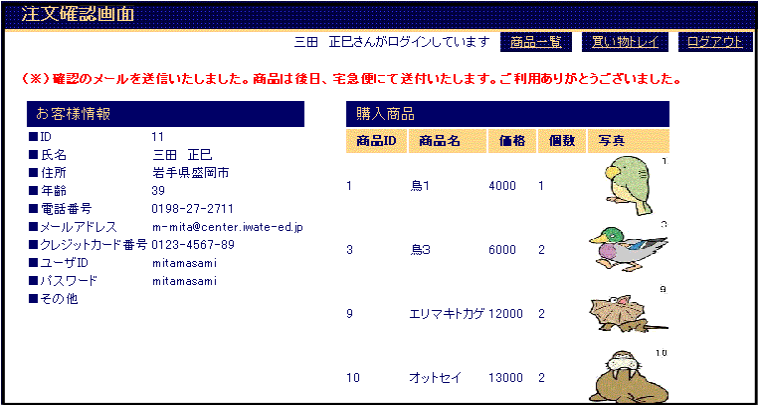 注文確認画面
三田　正巳さんがログインしています　商品一覧　買い物トレイ　ログアウト
(※)確認のメールを送信いたしました。商品は後日、宅急便にて送付いたします。ご利用ありがとうございました。
お客様情報
■ID 11
■氏名 三田　正巳
■住所 岩手県盛岡市
■年齢 39
■電話番号 0198-27-2711
■メールアドレス m-mita@center.iwate-ed.jp
■クレジットカード番号 0123-4567-89
■ユーザID mitamasami
■パスワード mitamasami
■その他
購入商品
商品ID 商品名 価格 個数 写真
1 鳥1 4000 1 1
3 鳥3 6000 2 3
9 エリマキトカゲ 12000 2 9
10 オットセイ 13000 2 10